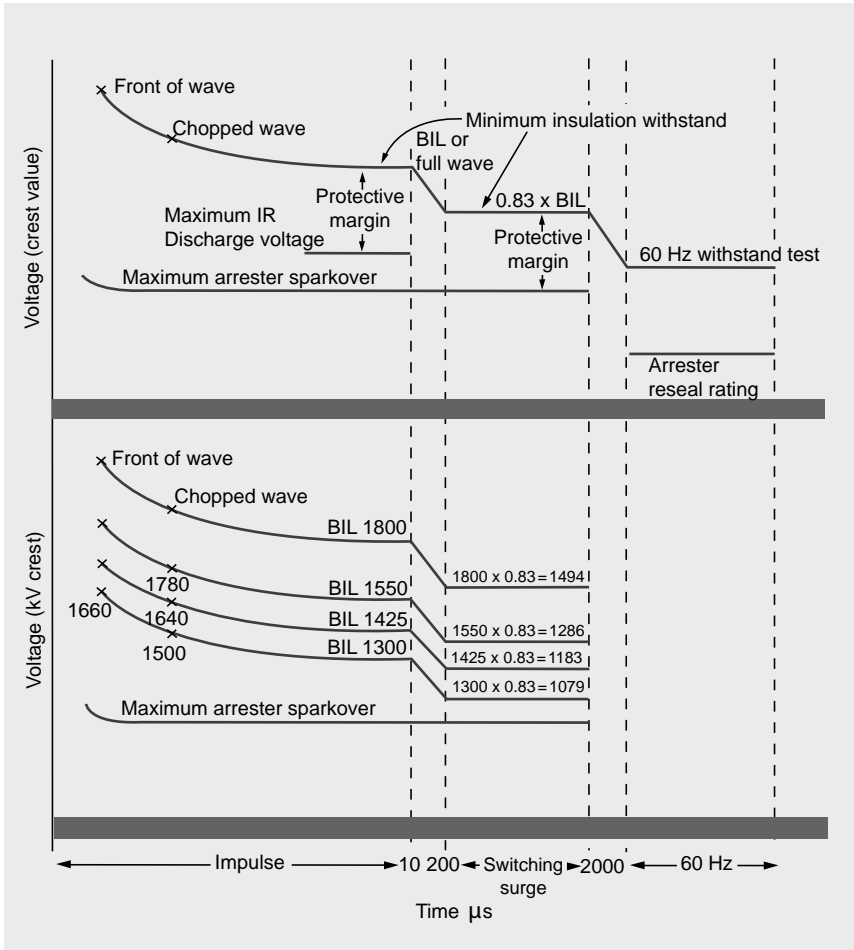 Voltage (crest value)
Front of wave
Chopped wave
BIL or
full wave
Minimum insulation withstand
Protective
margin
0.83 x BIL
Maximum IR
Discharge voltage
Protective
margin
60 Hz withstand test
Maximum arrester sparkover
Arrester
reseal rating
Voltage (kV crest)
Front of wave
Chopped wave
BIL 1800
1800 x 0.83=1494
1780
BIL 1550
1660
1640
BIL 1425
1550 x 0.83=1286
1500
BIL 1300
1425 x 0.83=1183
1300 x 0.83=1079
Maximum arrester sparkover
Impulse
10 200
Switching
surge
2000
60 Hz
Time μs